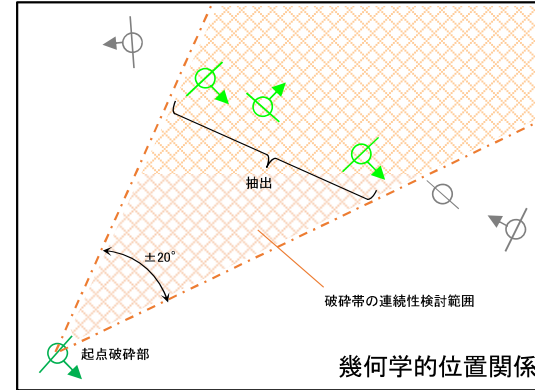 抽出
±20°
破砕帯の連続性検討範囲
起点破砕部
幾何学的位置関係